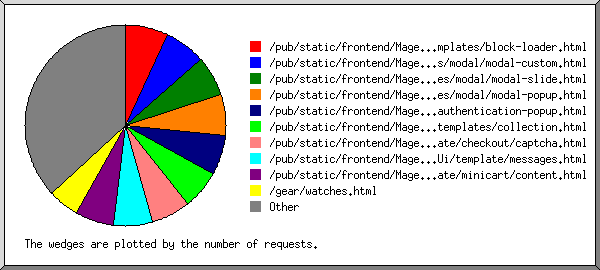 /pub/static/frontend/Mage...mplates/block-loader.html
/pub/static/frontend/Mage...s/modal/modal-custom.html
/pub/static/frontend/Mage...es/modal/modal-slide.html
/pub/static/frontend/Mage...es/modal/modal-popup.html
/pub/static/frontend/Mage...authentication-popup.html
/pub/static/frontend/Mage...templates/collection.html
/pub/static/frontend/Mage...ate/checkout/captcha.html
/pub/static/frontend/Mage...Ui/template/messages.html
/pub/static/frontend/Mage...ate/minicart/content.html
/gear/watches.html
Other
The wedges are plotted by the number of requests.